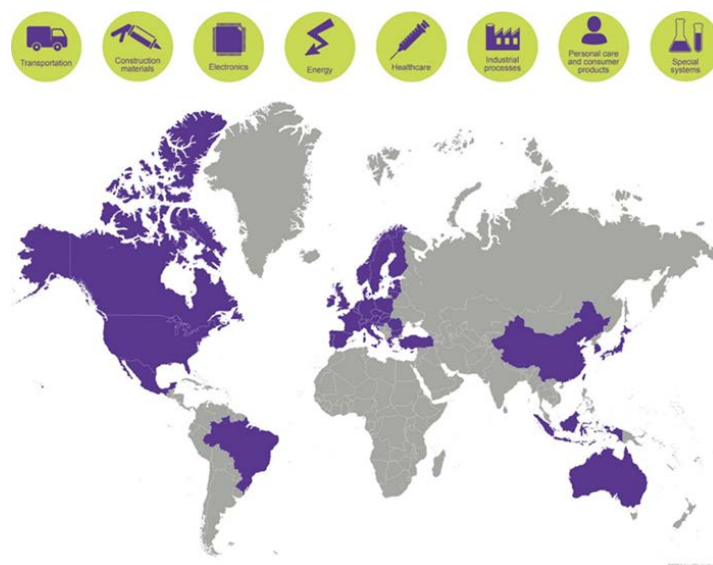 Transportation
Construction
materials
Electronics
Energy
Healthcare
Industrial
processes
Personal care
and consumer
products
Special
systems